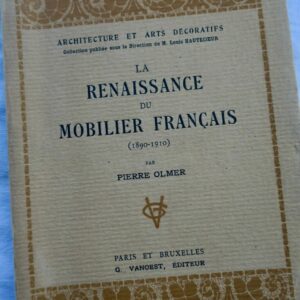 ARCHITECTURE ET ARTS DÉCORATIFS
Collection publiée sous la Direction de M. Louis HAUTECŒUR
LA
RENAISSANCE
DU
MOBILIER FRANÇAIS
(1890-1910)
PAR
PIERRE OLMER
PARIS ET BRUXELLES
G. VANOEST, ÉDITEUR